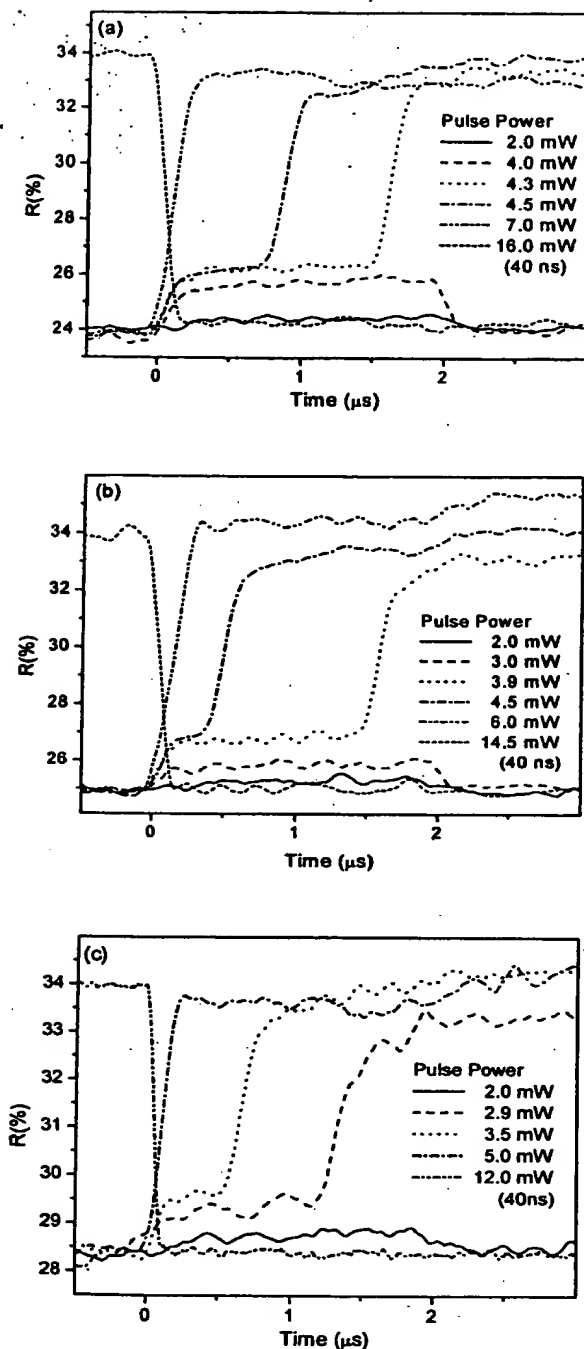 (a)
34
32
30
28
26
24
R(%)
Pulse Power
2.0 mW
4.0 mW
4.3 mW
4.5 mW
7.0 mW
16.0 mW
(40 ns)
0
1
2
Time (μs)
(b)
34
32
30
28
26
R(%)
Pulse Power
2.0 mW
3.0 mW
3.9 mW
4.5 mW
6.0 mW
14.5 mW
(40 ns)
0
1
2
Time (μs)
(c)
34
33
32
31
30
29
28
R(%)
Pulse Power
2.0 mW
2.9 mW
3.5 mW
5.0 mW
12.0 mW
(40ns)
0
1
2
Time (μs)